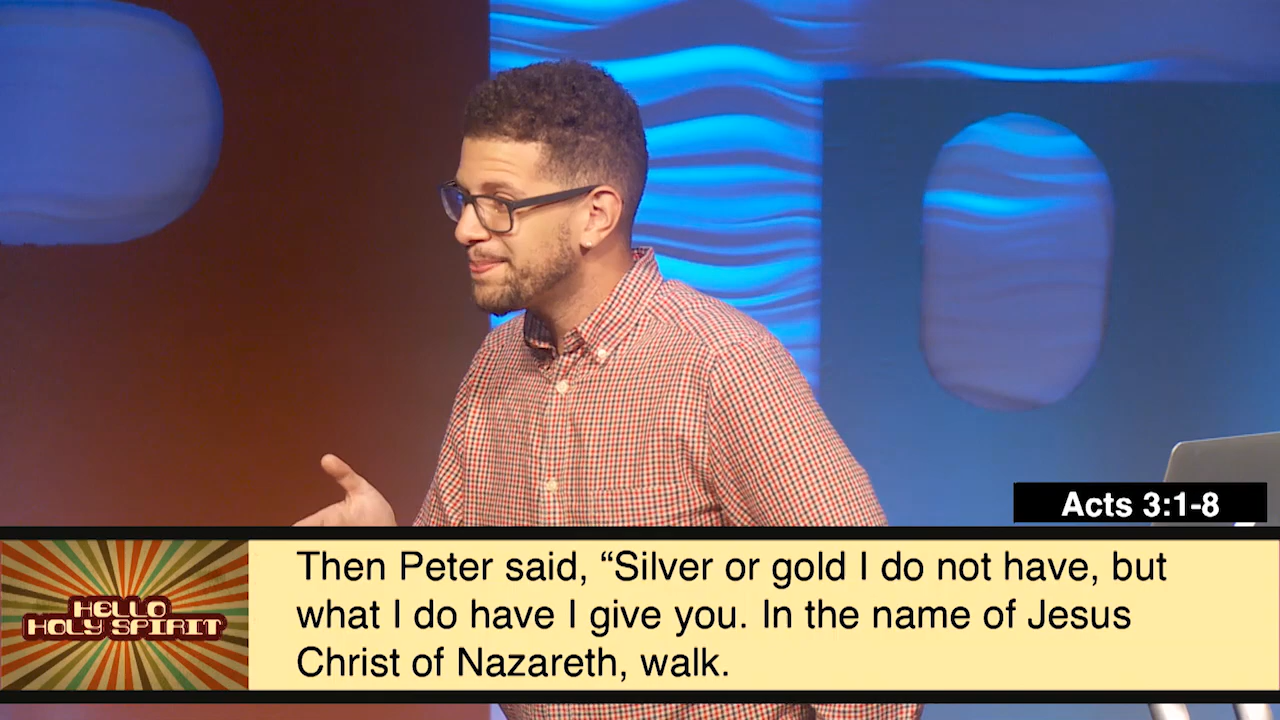 Acts 3:1-8
HELLO
HOLY SPIRIT
Then Peter said, “Silver or gold I do not have, but
what I do have I give you. In the name of Jesus
Christ of Nazareth, walk.